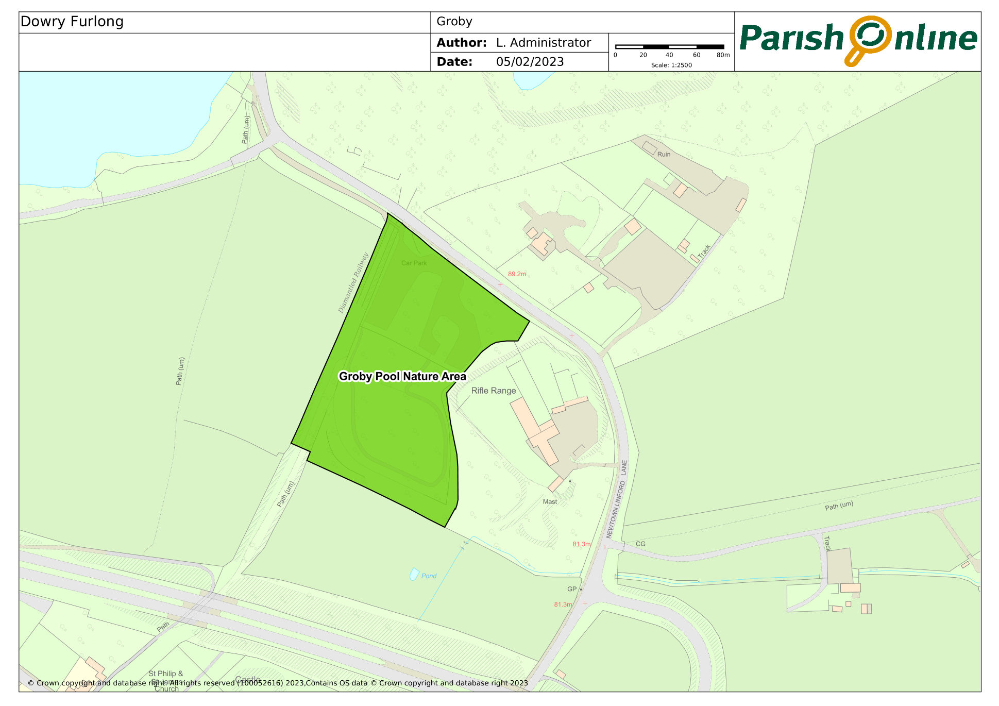 Dowry Furlong
Groby
Author: L. Administrator
Date: 05/02/2023
0 20 40 60 80m
Scale: 1:2500
Parish Online
Path (um)
Ruin
Track
Car Park
Dismantled Railway
89.2m
Path (um)
Groby Pool Nature Area
Rifle Range
NEWTOWN LINFORD LANE
Path (um)
Mast
Path (um)
81.3m
CG
Track
Pond
GP
81.3m
Path
St Philip &
St James
Church
Castle
© Crown copyright and database right. All rights reserved (100052616) 2023,Contains OS data © Crown copyright and database right 2023